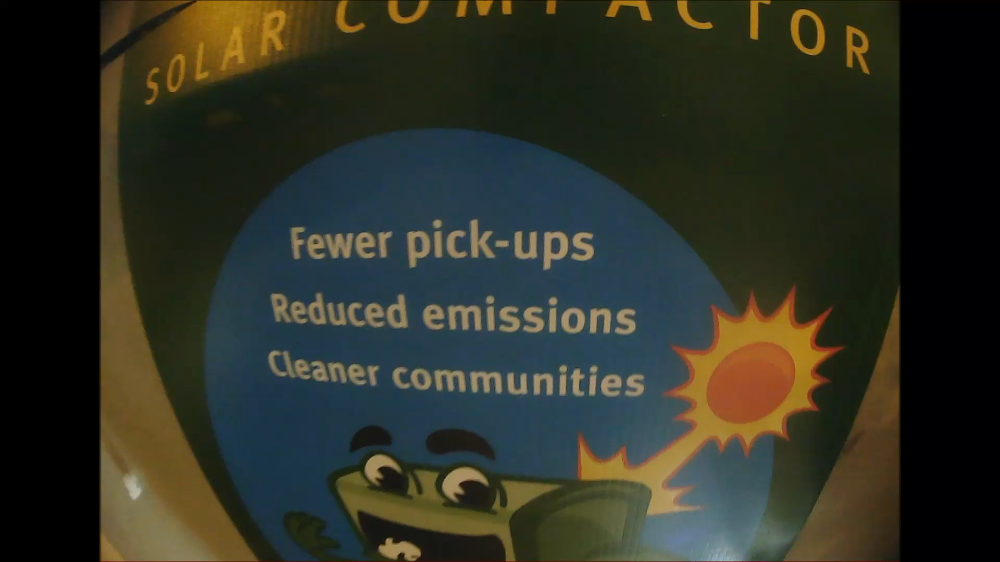 SOLAR COMPACTOR
Fewer pick-ups
Reduced emissions
Cleaner communities